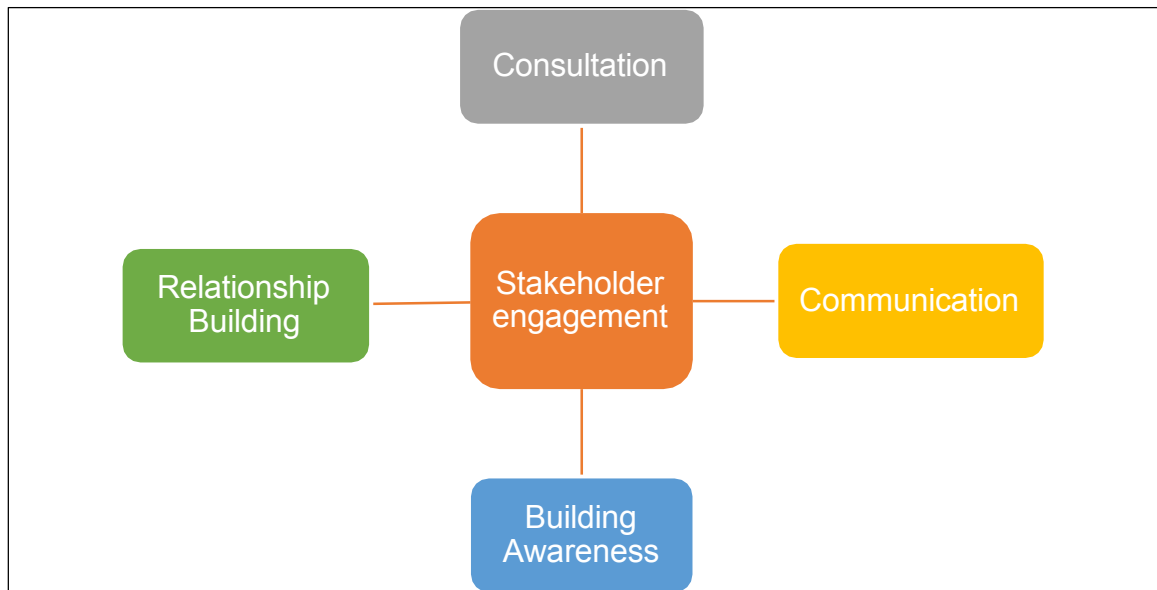 Consultation
Relationship
Building
Stakeholder
engagement
Communication
Building
Awareness